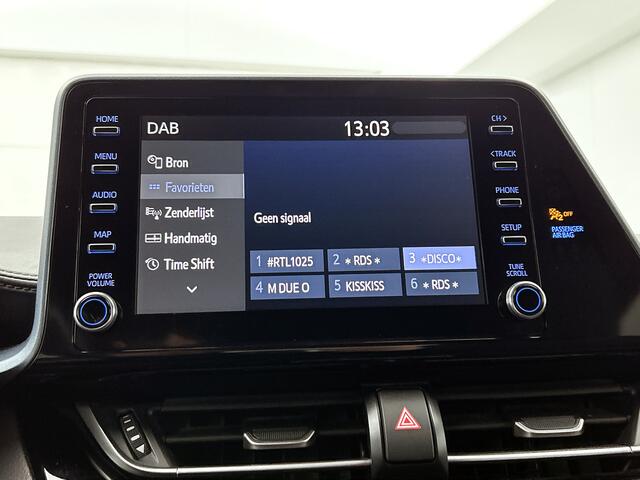 HOME
MENU
AUDIO
MAP
POWER
VOLUME
DAB
13:03
Bron
Favorieten
Zenderlijst
Handmatig
Time Shift
Geen signaal
1 #RTL1025
2 *RDS*
3 *DISCO*
4 M DUE O
5 KISSKISS
6 *RDS*
CH >
< TRACK
PHONE
SETUP
TUNE
SCROLL
2 OFF
PASSENGER
AIR BAG